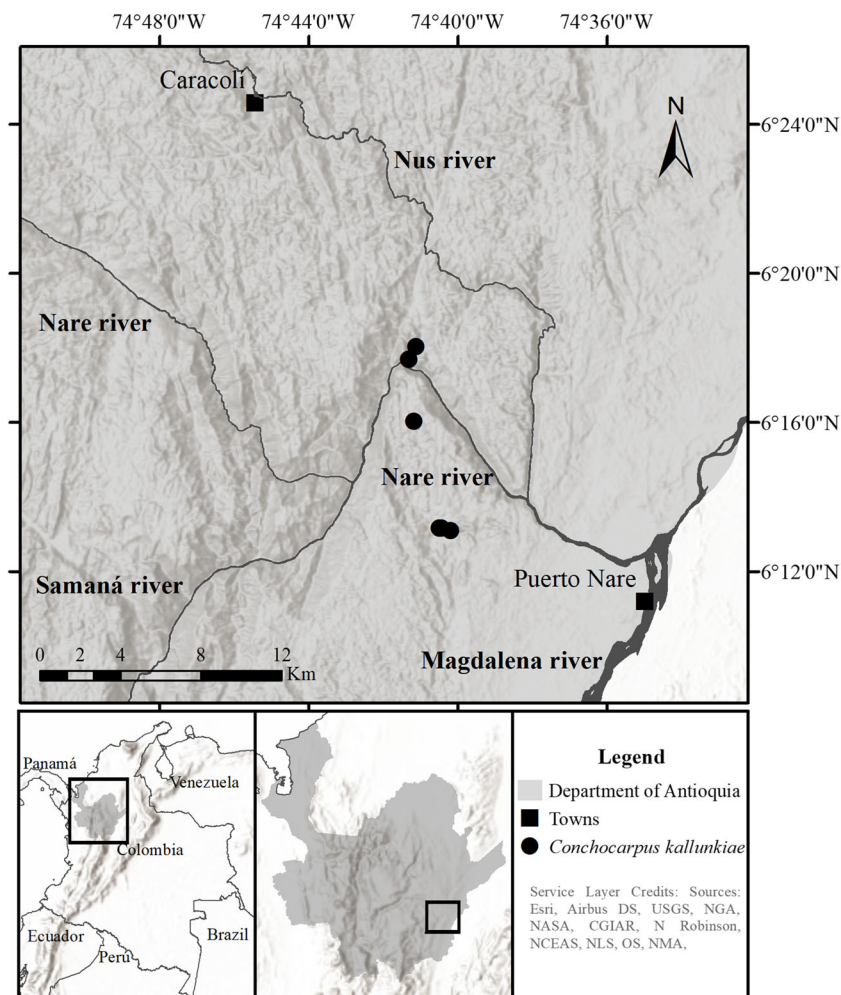 74°48'0"W 74°44'0"W 74°40'0"W 74°36'0"W
Caracolí
6°24'0"N
N
Nus river
6°20'0"N
Nare river
6°16'0"N
Nare river
Samaná river
Puerto Nare
6°12'0"N
0 2 4 8 12
Km
Magdalena river
Panamá
Venezuela
Colombia
Ecuador
Perú
Brazil
Legend
Department of Antioquia
Towns
Conchocarpus kallunkiae
Service Layer Credits: Sources:
Esri, Airbus DS, USGS, NGA,
NASA, CGIAR, N Robinson,
NCEAS, NLS, OS, NMA,